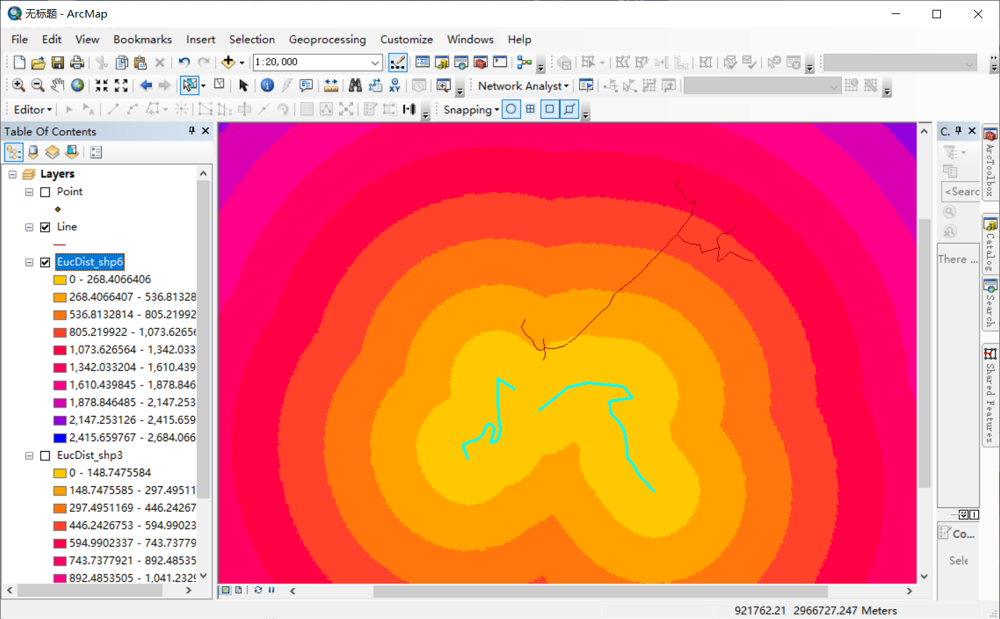 无标题 - ArcMap
File Edit View Bookmarks Insert Selection Geoprocessing Customize Windows Help
1:20,000
Network Analyst
Editor
Snapping
Table Of Contents
Layers
Point
Line
EucDist_shp6
0 - 268.4066406
268.4066407 - 536.81328
536.8132814 - 805.21992
805.219922 - 1,073.6265
1,073.626564 - 1,342.033
1,342.033204 - 1,610.439
1,610.439845 - 1,878.846
1,878.846485 - 2,147.253
2,147.253126 - 2,415.659
2,415.659767 - 2,684.066
EucDist_shp3
0 - 148.7475584
148.7475585 - 297.49511
297.4951169 - 446.24267
446.2426753 - 594.99023
594.9902337 - 743.73779
743.7377921 - 892.48535
892.4853505 - 1,041.2329
C.
<Searc
There ...
Co...
Sele
ArcToolbox
Catalog
Search
Shared Features
921762.21 2966727.247 Meters